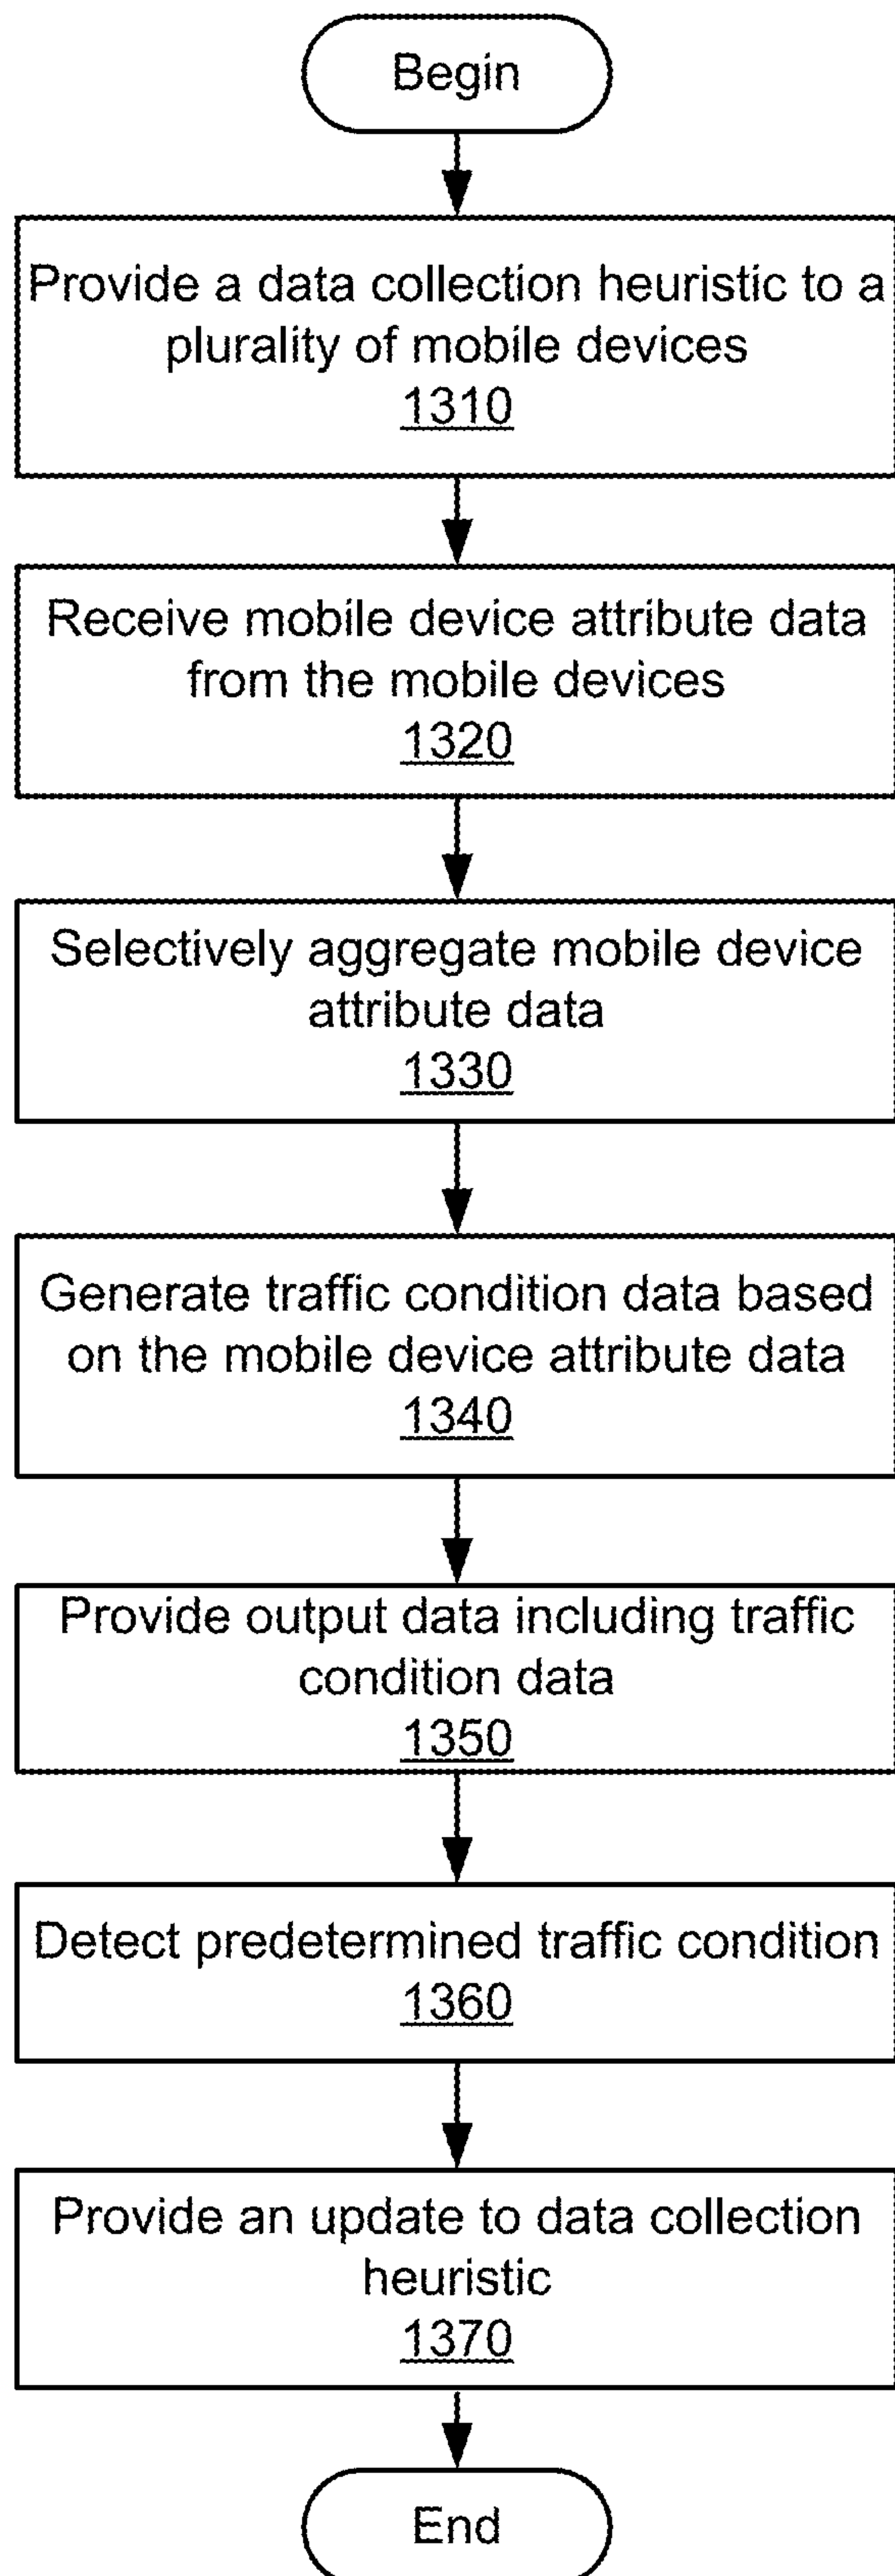 Begin
Provide a data collection heuristic to a
plurality of mobile devices
1310
Receive mobile device attribute data
from the mobile devices
1320
Selectively aggregate mobile device
attribute data
1330
Generate traffic condition data based
on the mobile device attribute data
1340
Provide output data including traffic
condition data
1350
Detect predetermined traffic condition
1360
Provide an update to data collection
heuristic
1370
End